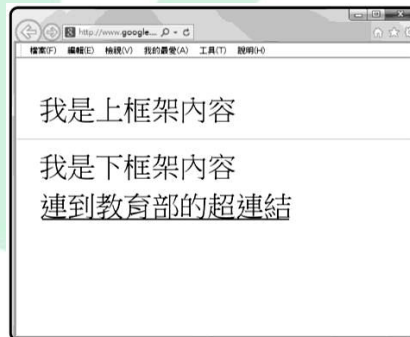 http://www.google...
檔案(F) 編輯(E) 檢視(V) 我的最愛(A) 工具(T) 說明(H)
我是上框架內容
我是下框架內容
連到教育部的超連結